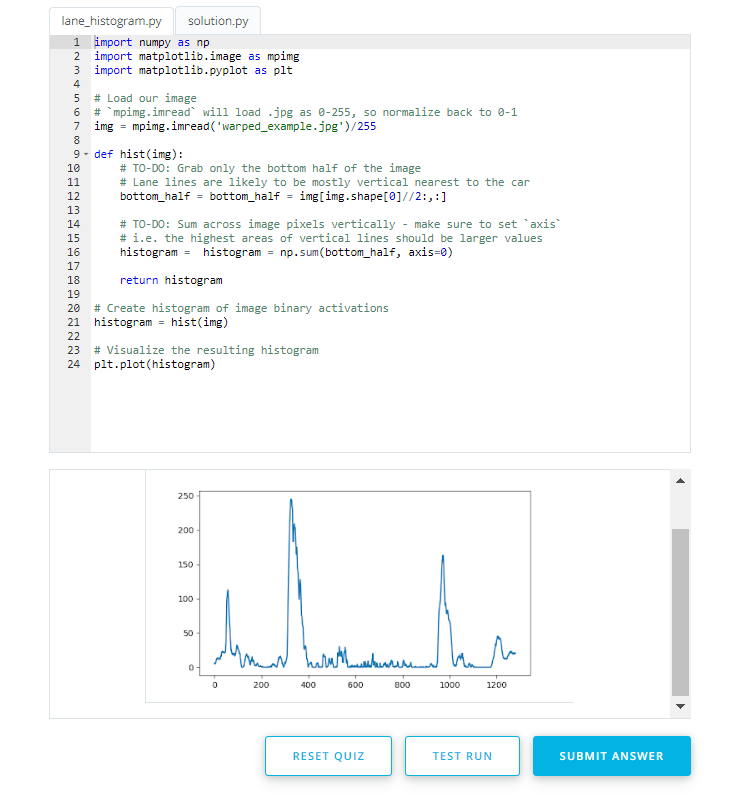 lane_histogram.py
solution.py
1 import numpy as np
2 import matplotlib.image as mpimg
3 import matplotlib.pyplot as plt
4
5 # Load our image
6 # `mpimg.imread` will load .jpg as 0-255, so normalize back to 0-1
7 img = mpimg.imread('warped_example.jpg')/255
8
9 def hist(img):
10     # TO-DO: Grab only the bottom half of the image
11     # Lane lines are likely to be mostly vertical nearest to the car
12     bottom_half = bottom_half = img[img.shape[0]//2:,:]
13
14     # TO-DO: Sum across image pixels vertically - make sure to set `axis`
15     # i.e. the highest areas of vertical lines should be larger values
16     histogram =  histogram = np.sum(bottom_half, axis=0)
17
18     return histogram
19
20 # Create histogram of image binary activations
21 histogram = hist(img)
22
23 # Visualize the resulting histogram
24 plt.plot(histogram)
250
200
150
100
50
0
0 200 400 600 800 1000 1200
RESET QUIZ
TEST RUN
SUBMIT ANSWER